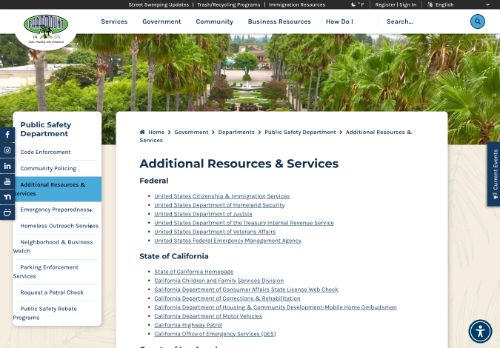 Street Sweeping Updates | Trash/Recycling Programs | Immigration Resources
°F Register | Sign In English
PARAMOUNT
Services Government Community Business Resources How Do I Search...
Public Safety
Department
Code Enforcement
Community Policing
Additional Resources &
Services
Emergency Preparedness
Homeless Outreach Services
Neighborhood & Business
Watch
Parking Enforcement
Services
Request a Patrol Check
Public Safety Rebate
Programs
Home > Government > Departments > Public Safety Department > Additional Resources &
Services
Additional Resources & Services
Federal
United States Citizenship & Immigration Services
United States Department of Homeland Security
United States Department of Justice
United States Department of the Treasury Internal Revenue Service
United States Department of Veterans Affairs
United States Federal Emergency Management Agency
State of California
State of California Homepage
California Children and Family Services Division
California Department of Consumer Affairs State License Web Check
California Department of Corrections & Rehabilitation
California Department of Housing & Community Development-Mobile Home Ombudsman
California Department of Motor Vehicles
California Highway Patrol
California Office of Emergency Services (OES)
Current Events